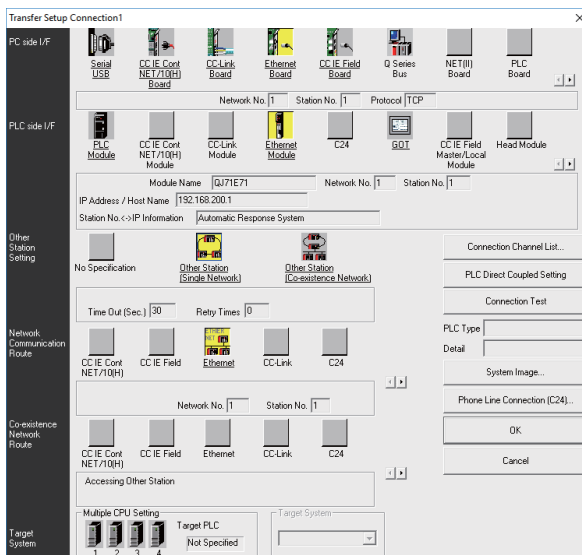 Transfer Setup Connection1
PC side I/F
Serial
USB
CC IE Cont
NET/10(H)
Board
CC-Link
Board
Ethernet
Board
CC IE Field
Board
Q Series
Bus
NET(II)
Board
PLC
Board
Network No. 1 Station No. 1 Protocol TCP
PLC side I/F
PLC
Module
CC IE Cont
NET/10(H)
Module
CC-Link
Module
Ethernet
Module
C24
GOT
CC IE Field
Master/Local
Module
Head Module
Module Name QJ71E71 Network No. 1 Station No. 1
IP Address / Host Name 192.168.200.1
Station No.<->IP Information Automatic Response System
Other
Station
Setting
No Specification
Other Station
(Single Network)
Other Station
(Co-existence Network)
Time Out (Sec.) 30 Retry Times 0
Connection Channel List...
PLC Direct Coupled Setting
Connection Test
PLC Type
Detail
System Image...
Phone Line Connection (C24)...
OK
Cancel
Network
Communication
Route
CC IE Cont
NET/10(H)
CC IE Field
Ethernet
CC-Link
C24
Network No. 1 Station No. 1
Co-existence
Network
Route
CC IE Cont
NET/10(H)
CC IE Field
Ethernet
CC-Link
C24
Accessing Other Station
Target
System
Multiple CPU Setting
1 2 3 4
Target PLC
Not Specified
Target System